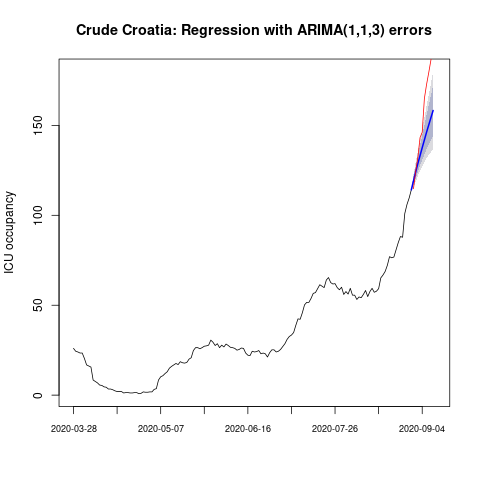 Crude Croatia: Regression with ARIMA(1,1,3) errors
ICU occupancy
150
100
50
0
2020-03-28 2020-05-07 2020-06-16 2020-07-26 2020-09-04